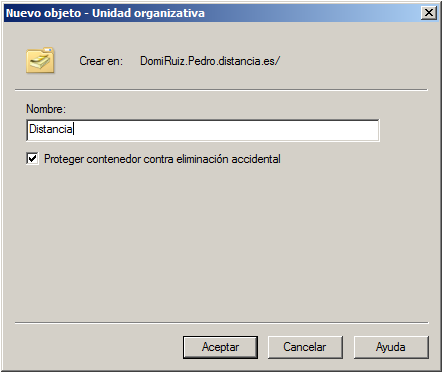 Nuevo objeto - Unidad organizativa
Crear en: DomiRuiz.Pedro.distancia.es/
Nombre:
Distancia
Proteger contenedor contra eliminación accidental
Aceptar Cancelar Ayuda